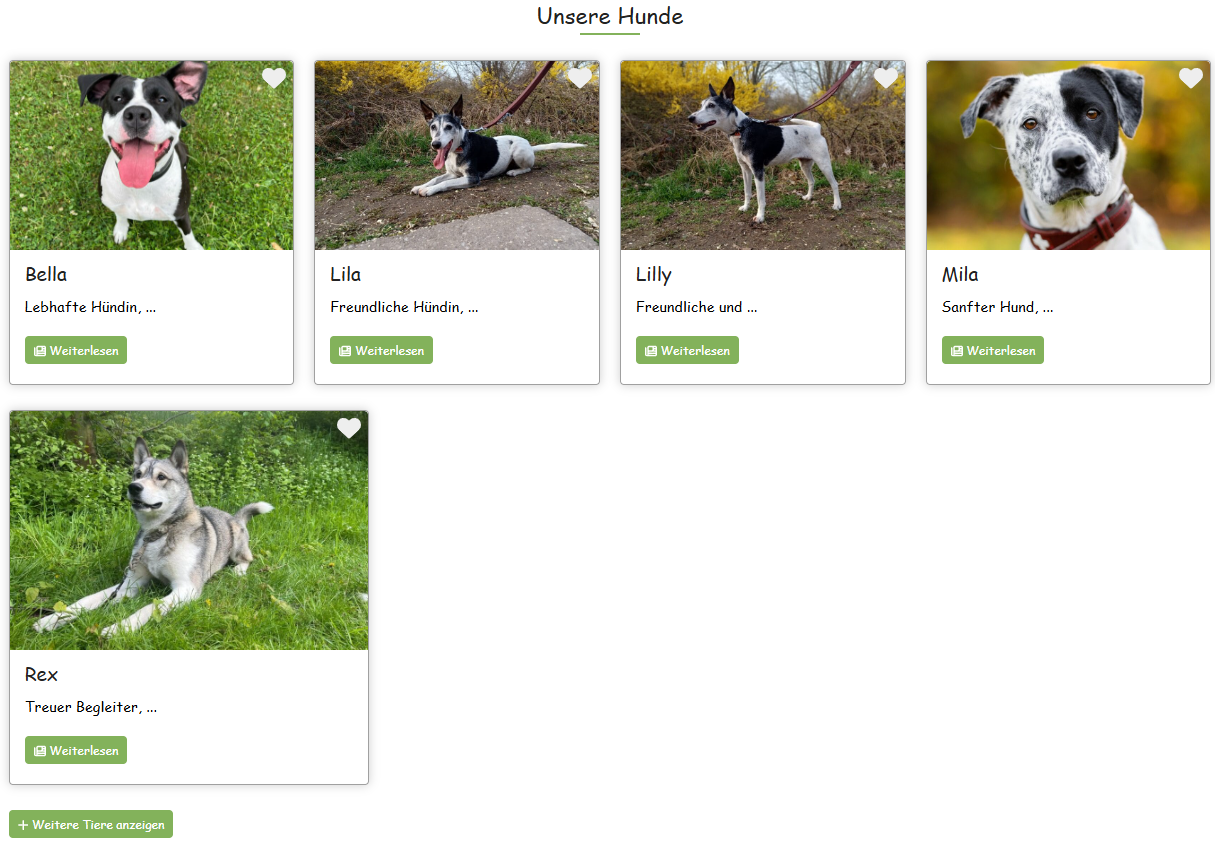 Unsere Hunde
Bella
Lebhafte Hündin, ...
Weiterlesen
Lila
Freundliche Hündin, ...
Weiterlesen
Lilly
Freundliche und ...
Weiterlesen
Mila
Sanfter Hund, ...
Weiterlesen
Rex
Treuer Begleiter, ...
Weiterlesen
+ Weitere Tiere anzeigen